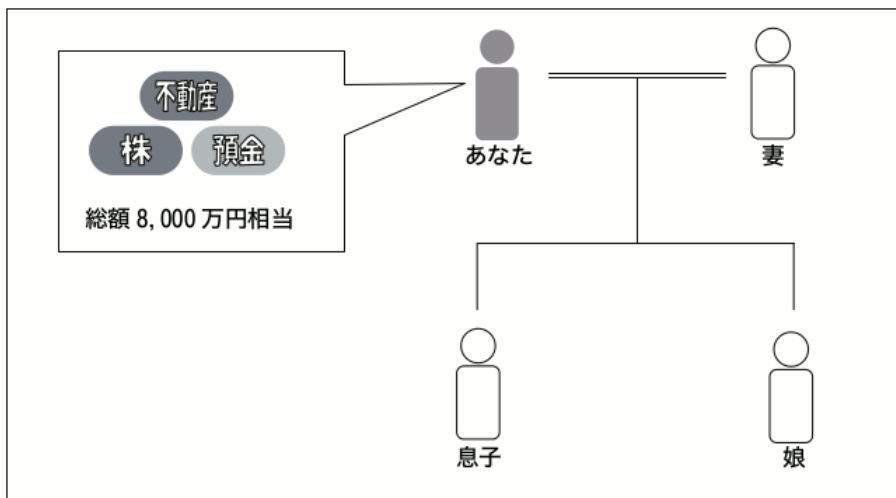 不動産
株
預金
総額 8,000 万円相当
あなた
妻
息子
娘